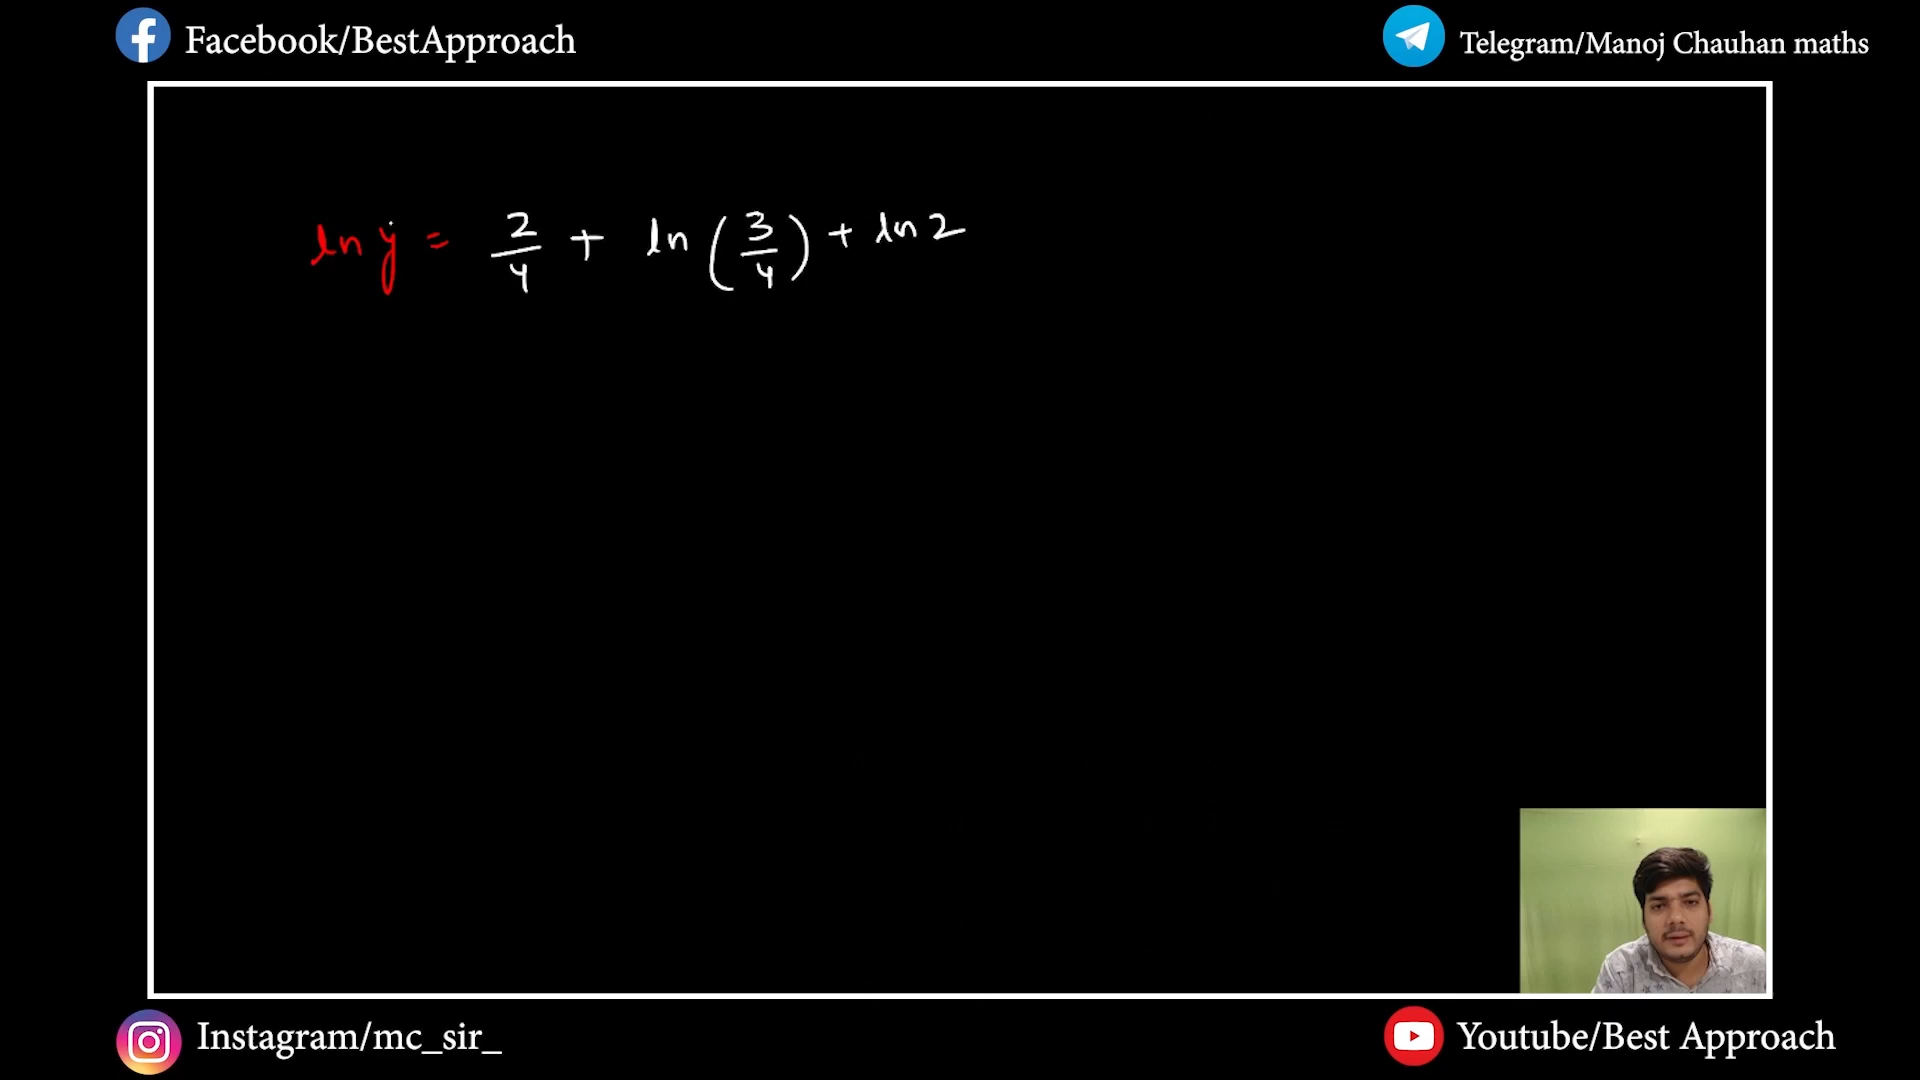 Facebook/BestApproach
Telegram/Manoj Chauhan maths
ln y = 2/4 + ln (3/4) + ln 2
Instagram/mc_sir_
Youtube/Best Approach